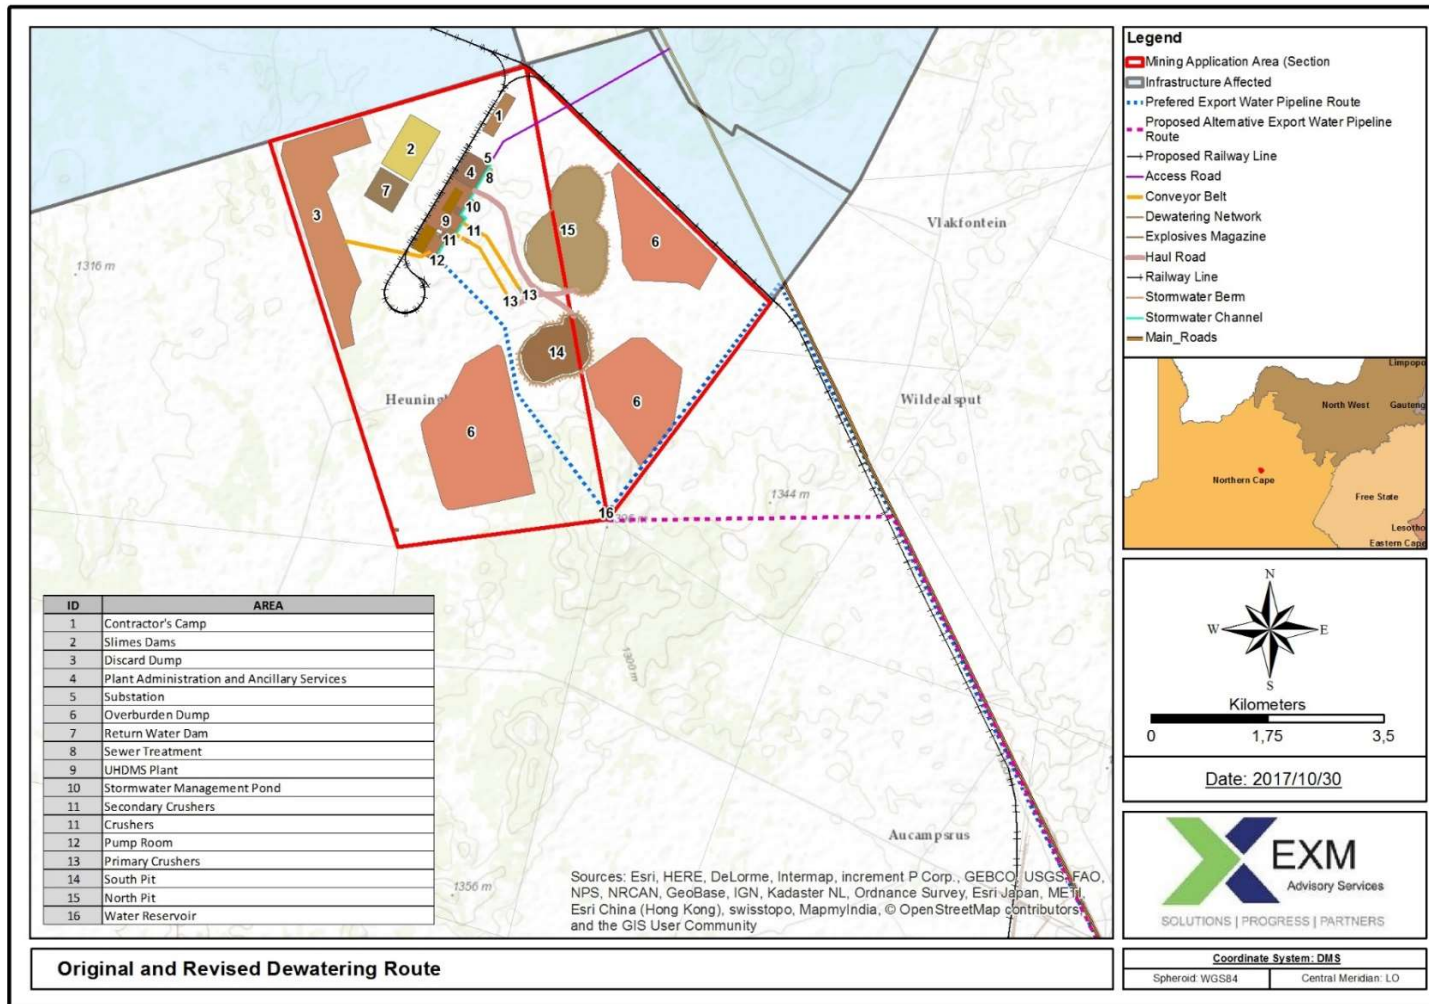 Legend
Mining Application Area (Section
Infrastructure Affected
Prefered Export Water Pipeline Route
Proposed Alternative Export Water Pipeline
Route
Proposed Railway Line
Access Road
Conveyor Belt
Dewatering Network
Explosives Magazine
Haul Road
Railway Line
Stormwater Berm
Stormwater Channel
Main_Roads
1
2
5
4
8
7
3
10
9
11
11
12
13
13
15
6
14
6
6
16
1316 m
Vlakfontein
Heuning
Wildealsput
1344 m
1300 m
Aucampsrus
1356 m
Limpopo
North West
Gauteng
Northern Cape
Free State
Lesotho
Eastern Cape
N
W
E
S
Kilometers
0 1,75 3,5
Date: 2017/10/30
EXM
Advisory Services
SOLUTIONS | PROGRESS | PARTNERS
ID AREA
1 Contractor's Camp
2 Slimes Dams
3 Discard Dump
4 Plant Administration and Ancillary Services
5 Substation
6 Overburden Dump
7 Return Water Dam
8 Sewer Treatment
9 UHDMS Plant
10 Stormwater Management Pond
11 Secondary Crushers
11 Crushers
12 Pump Room
13 Primary Crushers
14 South Pit
15 North Pit
16 Water Reservoir
Sources: Esri, HERE, DeLorme, Intermap, increment P Corp., GEBCO, USGS, FAO,
NPS, NRCAN, GeoBase, IGN, Kadaster NL, Ordnance Survey, Esri Japan, METI,
Esri China (Hong Kong), swisstopo, MapmyIndia, © OpenStreetMap contributors,
and the GIS User Community
Original and Revised Dewatering Route
Coordinate System: DMS
Spheroid: WGS84 Central Meridian: LO